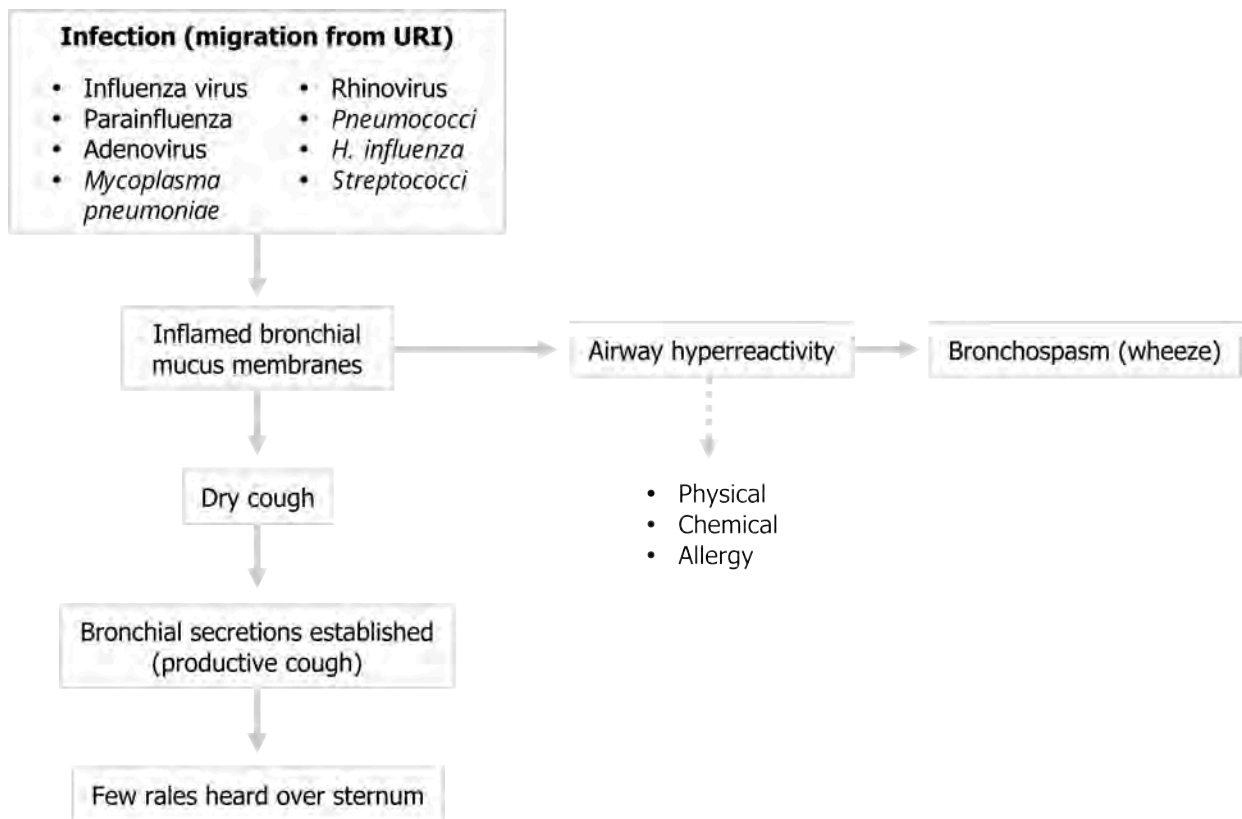 Infection (migration from URI)
• Influenza virus
• Parainfluenza
• Adenovirus
• Mycoplasma
pneumoniae
• Rhinovirus
• Pneumococci
• H. influenza
• Streptococci
Inflamed bronchial
mucus membranes
Airway hyperreactivity
Bronchospasm (wheeze)
Dry cough
• Physical
• Chemical
• Allergy
Bronchial secretions established
(productive cough)
Few rales heard over sternum